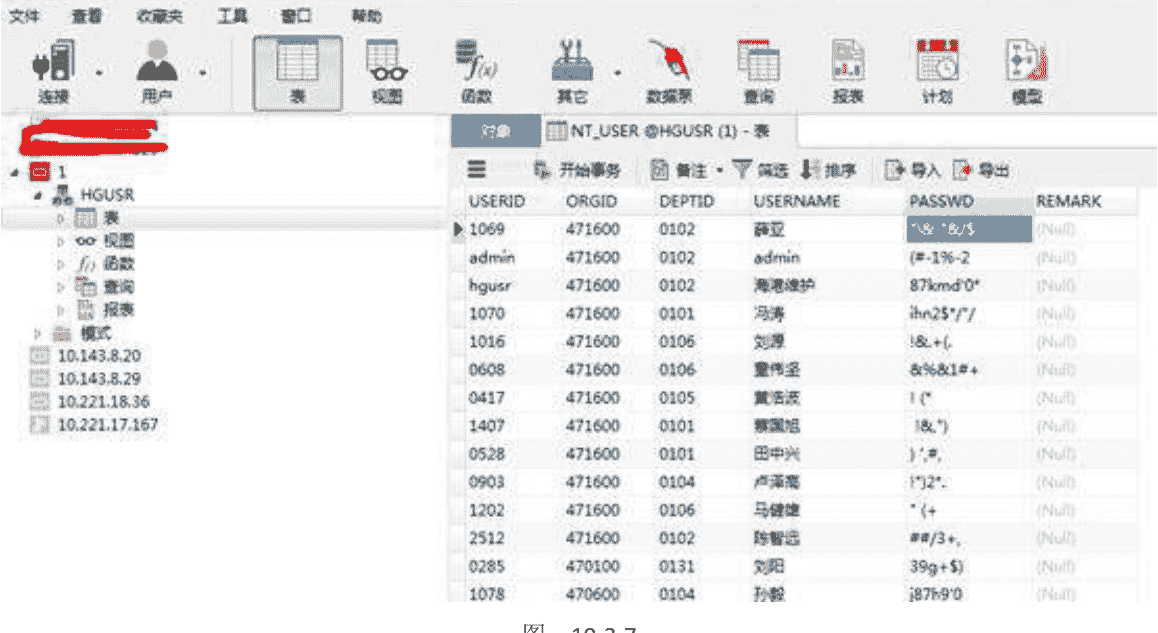 文件 查看 收藏夹 工具 窗口 帮助
连接 用户 表 视图 函数 其它 数据泵 查询 报表 计划 模型
对象 NT_USER @HGUSR (1) - 表
开始事务 备注 筛选 排序 导入 导出
1
HGUSR
表
视图
f() 函数
查询
报表
模式
10.143.8.20
10.143.8.29
10.221.18.36
10.221.17.167
USERID ORGID DEPTID USERNAME PASSWD REMARK
1069 471600 0102 薛亚 (Null)
admin 471600 0102 admin (#-1%-2 (Null)
hgusr 471600 0102 海港维护 87kmd'0* (Null)
1070 471600 0101 冯涛 ihn2$"/"/ (Null)
1016 471600 0106 刘源 !&.+(. (Null)
0608 471600 0106 董伟坚 &%&1#+ (Null)
0417 471600 0105 黄浩波 ! (* (Null)
1407 471600 0101 蔡国旭 !&,") (Null)
0528 471600 0101 田中兴 ) ',#, (Null)
0903 471600 0104 卢泽鹰 !")2*. (Null)
1202 471600 0106 马健雄 " (+ (Null)
2512 471600 0102 陈智远 ##/3+, (Null)
0285 470100 0131 刘阳 39g+$) (Null)
1078 470600 0104 孙毅 j87h9'0 (Null)